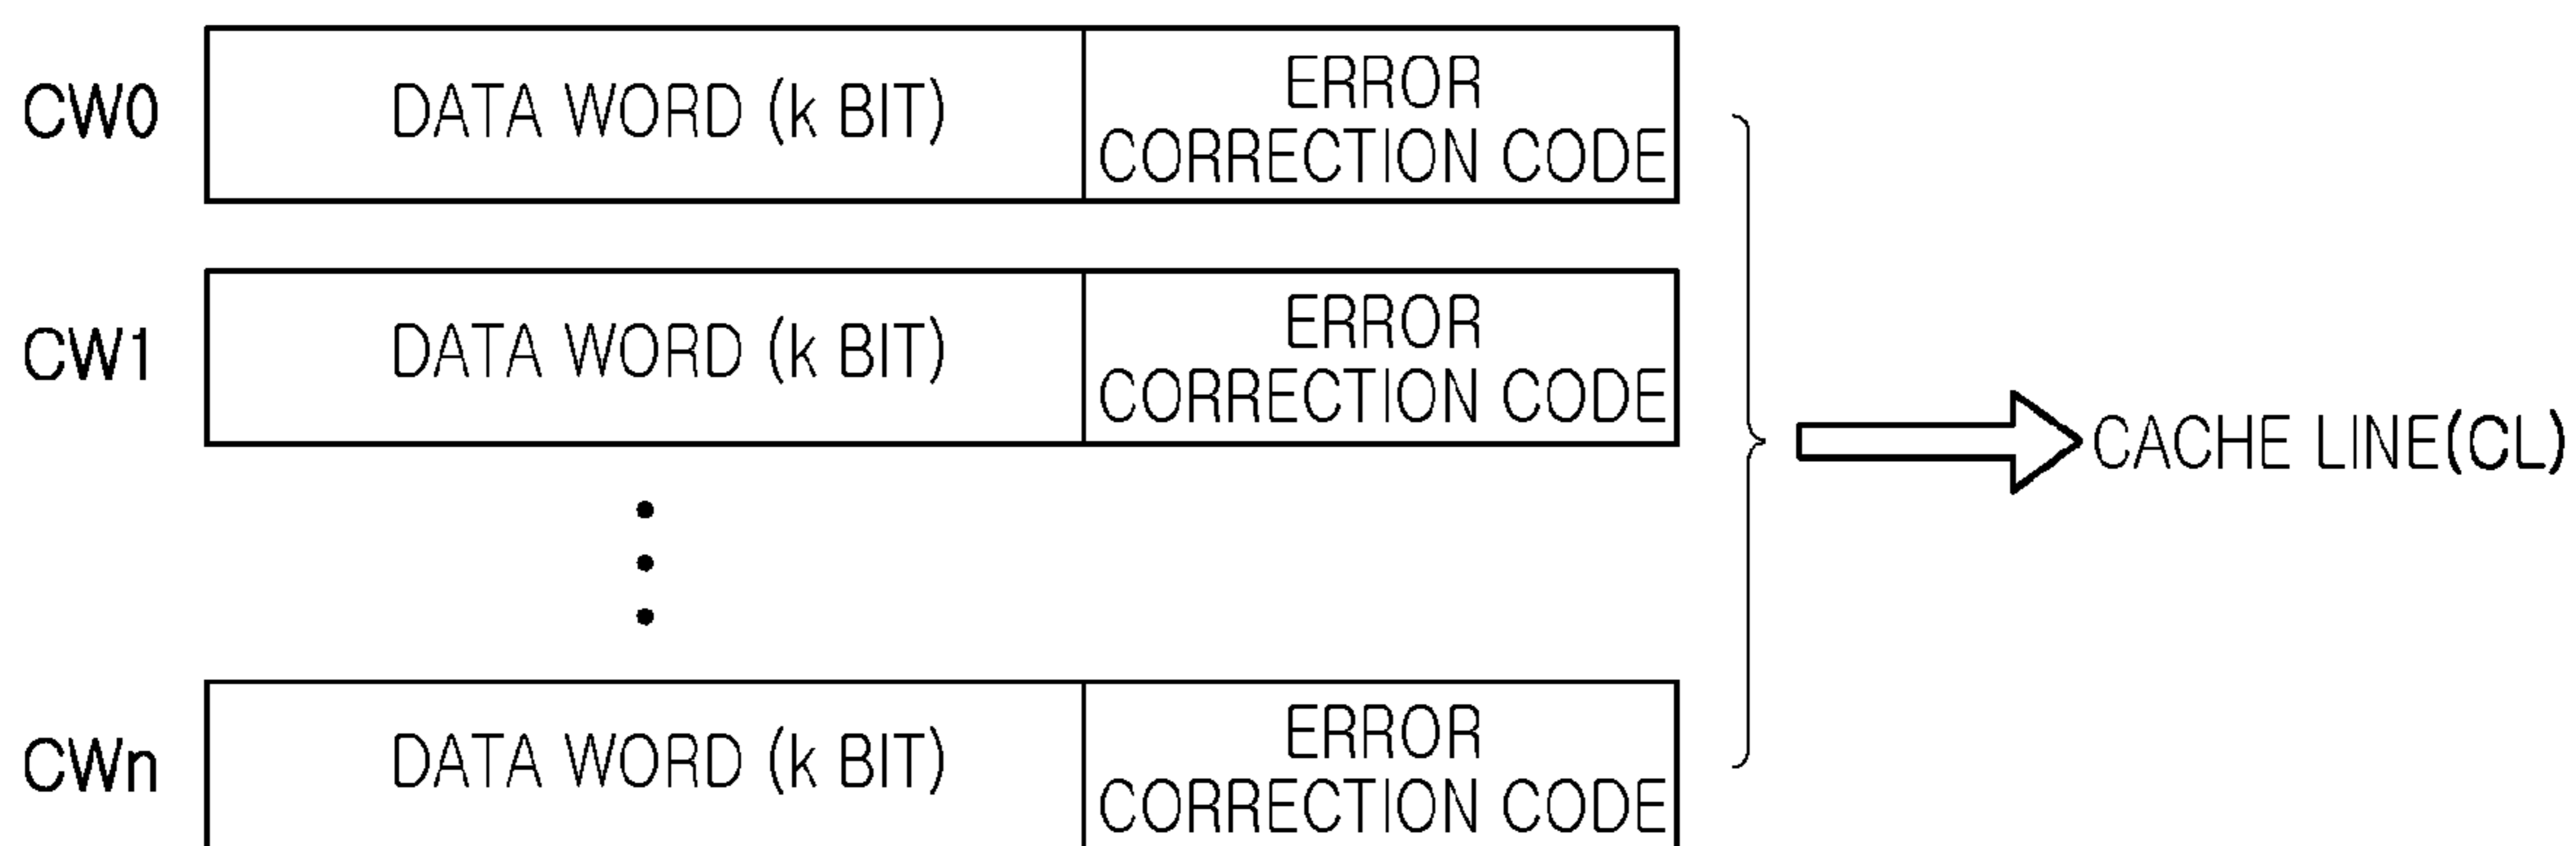 CW0
DATA WORD (k BIT)
ERROR
CORRECTION CODE
CW1
DATA WORD (k BIT)
ERROR
CORRECTION CODE
CACHE LINE(CL)
CWn
DATA WORD (k BIT)
ERROR
CORRECTION CODE